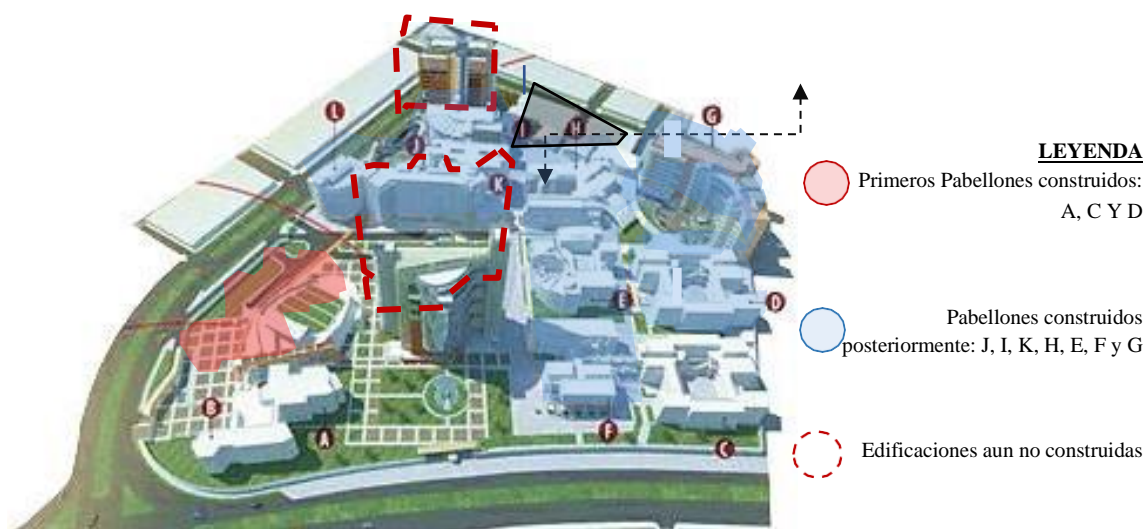 L
J
I
H
G
K
E
D
B
A
F
C
LEYENDA
Primeros Pabellones construidos:
A, C Y D
Pabellones construidos
posteriormente: J, I, K, H, E, F y G
Edificaciones aun no construidas